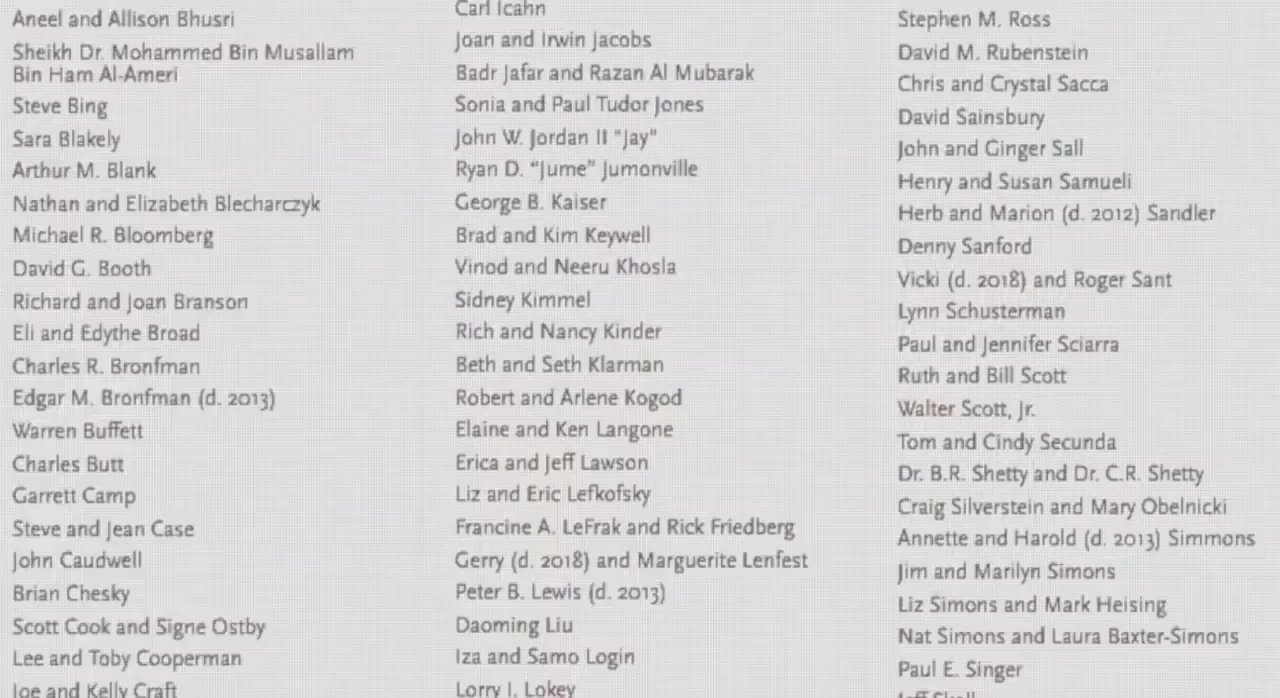 Aneel and Allison Bhusri
Sheikh Dr. Mohammed Bin Musallam
Bin Ham Al-Ameri
Steve Bing
Sara Blakely
Arthur M. Blank
Nathan and Elizabeth Blecharczyk
Michael R. Bloomberg
David G. Booth
Richard and Joan Branson
Eli and Edythe Broad
Charles R. Bronfman
Edgar M. Bronfman (d. 2013)
Warren Buffett
Charles Butt
Garrett Camp
Steve and Jean Case
John Caudwell
Brian Chesky
Scott Cook and Signe Ostby
Lee and Toby Cooperman
Joe and Kelly Craft
Carl Icahn
Joan and Irwin Jacobs
Badr Jafar and Razan Al Mubarak
Sonia and Paul Tudor Jones
John W. Jordan II "Jay"
Ryan D. “Jume” Jumonville
George B. Kaiser
Brad and Kim Keywell
Vinod and Neeru Khosla
Sidney Kimmel
Rich and Nancy Kinder
Beth and Seth Klarman
Robert and Arlene Kogod
Elaine and Ken Langone
Erica and Jeff Lawson
Liz and Eric Lefkofsky
Francine A. LeFrak and Rick Friedberg
Gerry (d. 2018) and Marguerite Lenfest
Peter B. Lewis (d. 2013)
Daoming Liu
Iza and Samo Login
Lorry I. Lokey
Stephen M. Ross
David M. Rubenstein
Chris and Crystal Sacca
David Sainsbury
John and Ginger Sall
Henry and Susan Samueli
Herb and Marion (d. 2012) Sandler
Denny Sanford
Vicki (d. 2018) and Roger Sant
Lynn Schusterman
Paul and Jennifer Sciarra
Ruth and Bill Scott
Walter Scott, Jr.
Tom and Cindy Secunda
Dr. B.R. Shetty and Dr. C.R. Shetty
Craig Silverstein and Mary Obelnicki
Annette and Harold (d. 2013) Simmons
Jim and Marilyn Simons
Liz Simons and Mark Heising
Nat Simons and Laura Baxter-Simons
Paul E. Singer